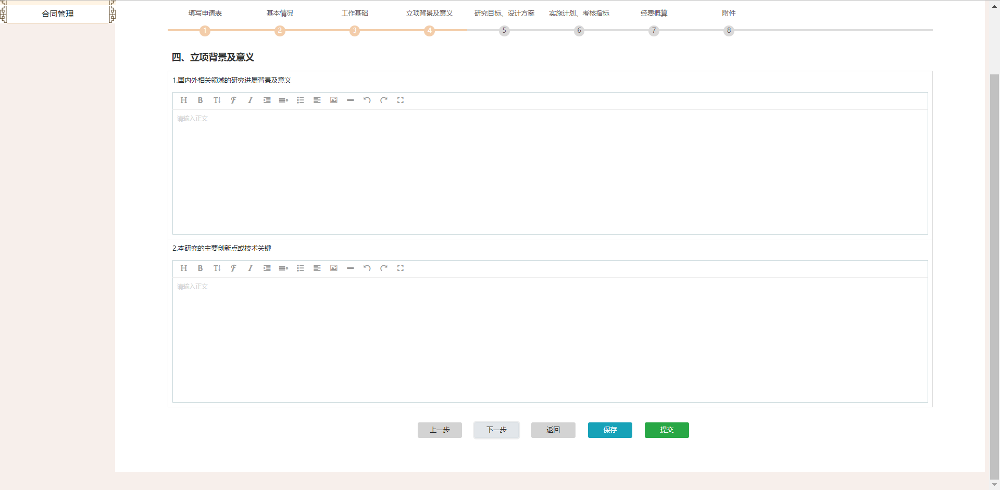 合同管理
填写申请表 基本情况 工作基础 立项背景及意义 研究目标、设计方案 实施计划、考核指标 经费概算 附件
1 2 3 4 5 6 7 8
四、立项背景及意义
1.国内外相关领域的研究进展背景及意义
请输入正文
2.本研究的主要创新点或技术关键
请输入正文
上一步 下一步 返回 保存 提交